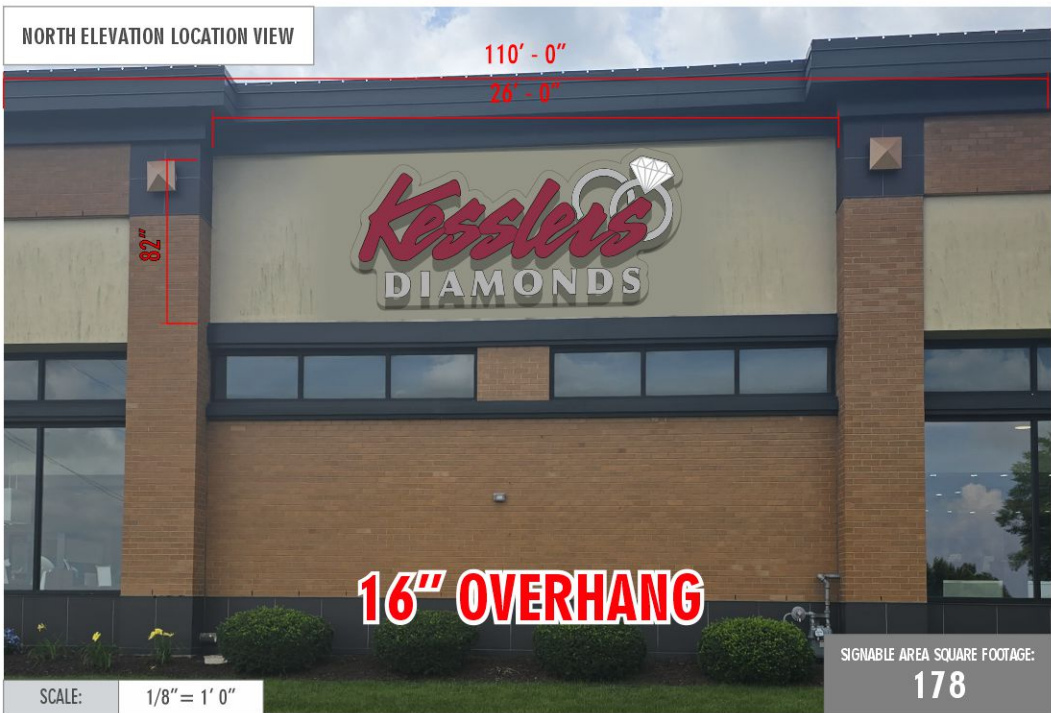 NORTH ELEVATION LOCATION VIEW
110' - 0"
26' - 0"
82"
Kesslers
DIAMONDS
16" OVERHANG
SIGNABLE AREA SQUARE FOOTAGE:
178
SCALE:
1/8" = 1' 0"